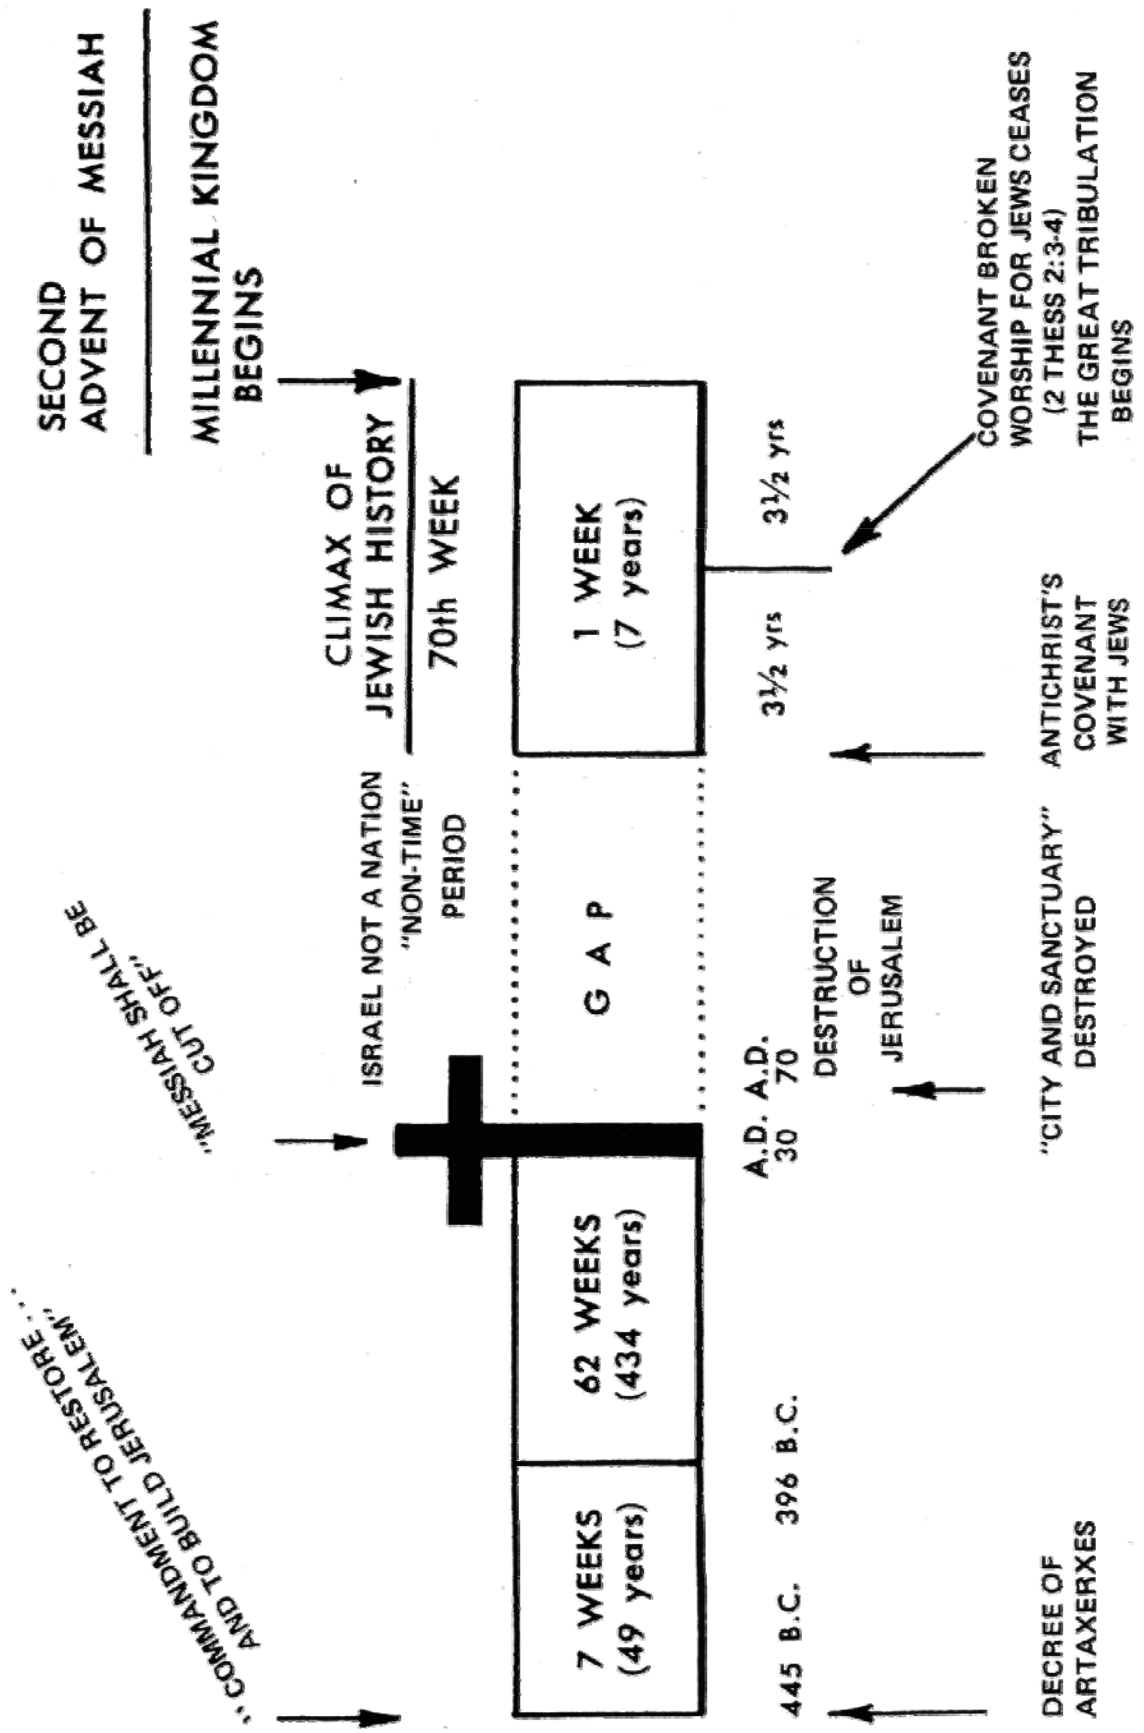 "COMMANDMENT TO RESTORE....
AND TO BUILD JERUSALEM"
"MESSIAH SHALL BE
CUT OFF"
SECOND
ADVENT OF MESSIAH
MILLENNIAL KINGDOM
BEGINS
ISRAEL NOT A NATION
"NON-TIME"
PERIOD
CLIMAX OF
JEWISH HISTORY
70th WEEK
7 WEEKS
(49 years)
62 WEEKS
(434 years)
GAP
1 WEEK
(7 years)
445 B.C.
396 B.C.
A.D.
30
A.D.
70
DESTRUCTION
OF
JERUSALEM
3½ yrs
3½ yrs
DECREE OF
ARTAXERXES
"CITY AND SANCTUARY"
DESTROYED
ANTICHRIST'S
COVENANT
WITH JEWS
COVENANT BROKEN
WORSHIP FOR JEWS CEASES
(2 THESS 2:3-4)
THE GREAT TRIBULATION
BEGINS